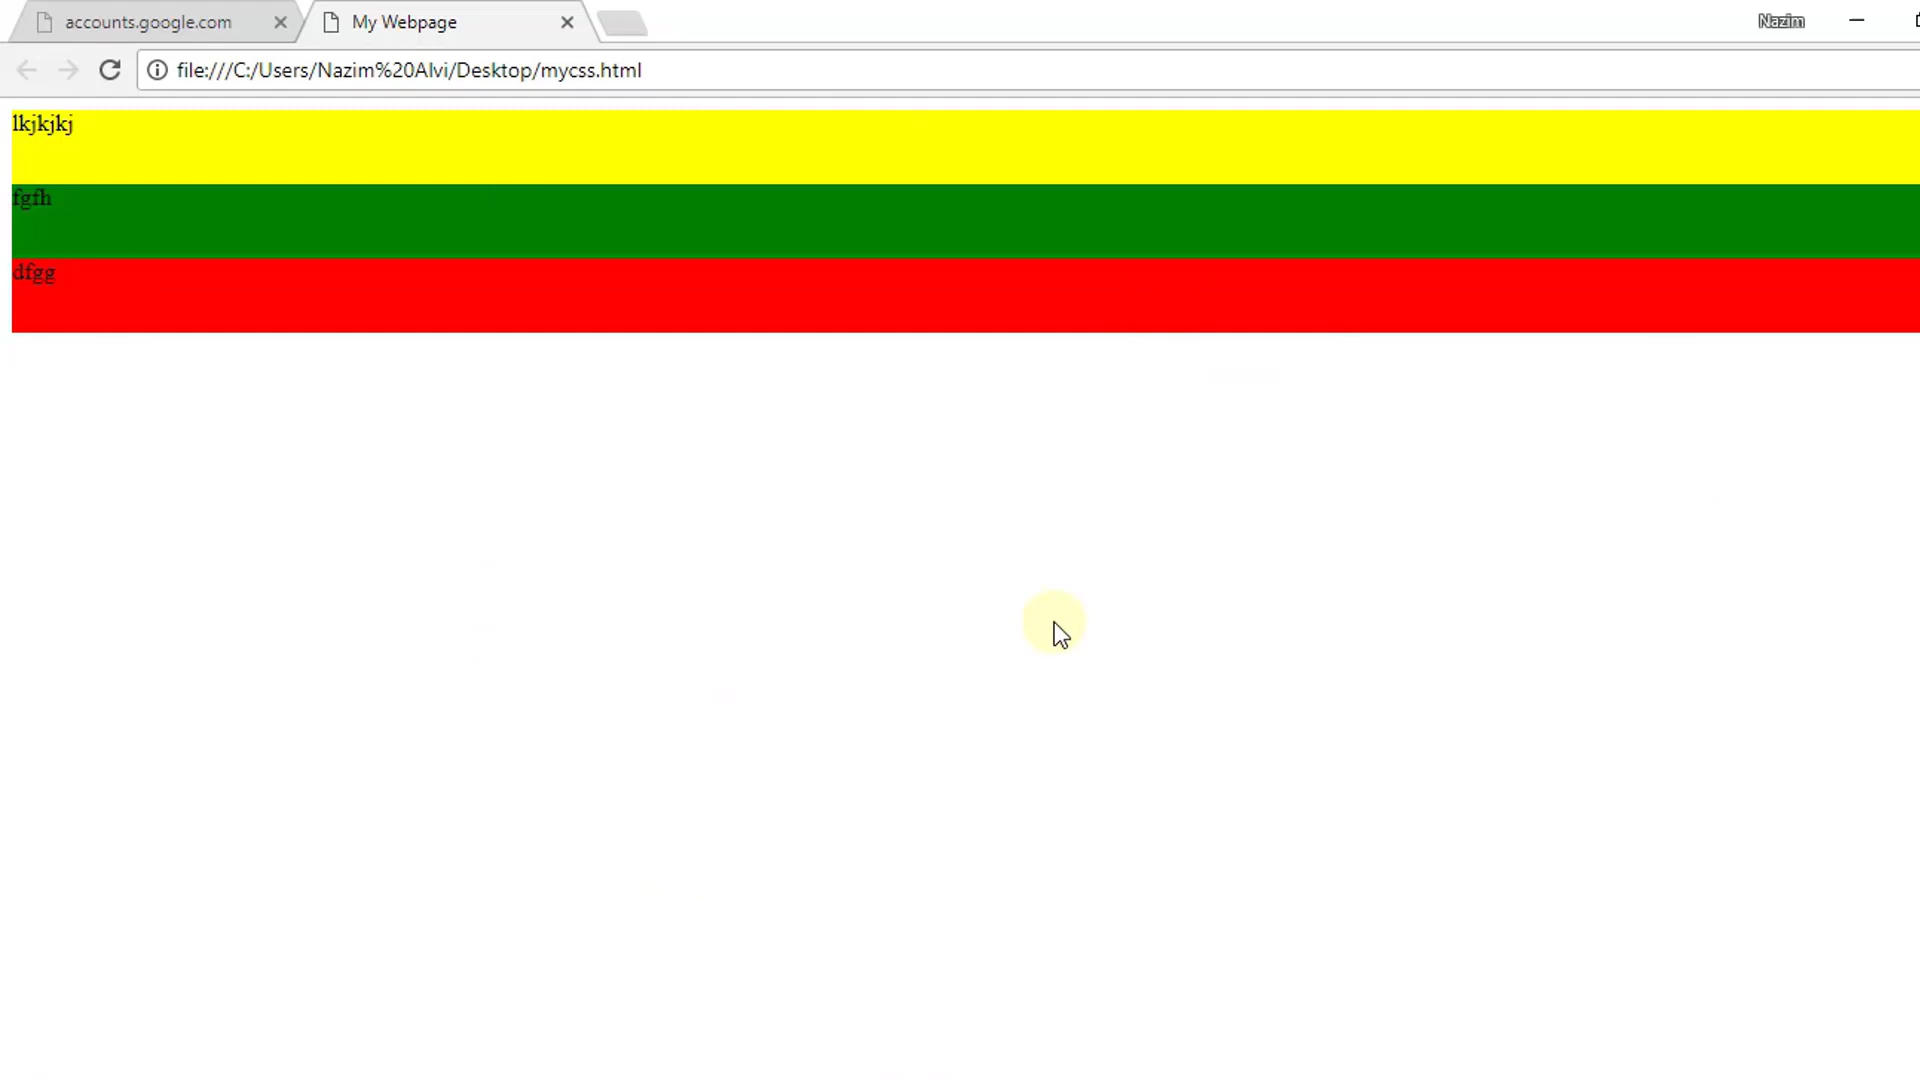 accounts.google.com
My Webpage
Nazim
file:///C:/Users/Nazim%20Alvi/Desktop/mycss.html
lkjkjkj
fgfh
dfgg